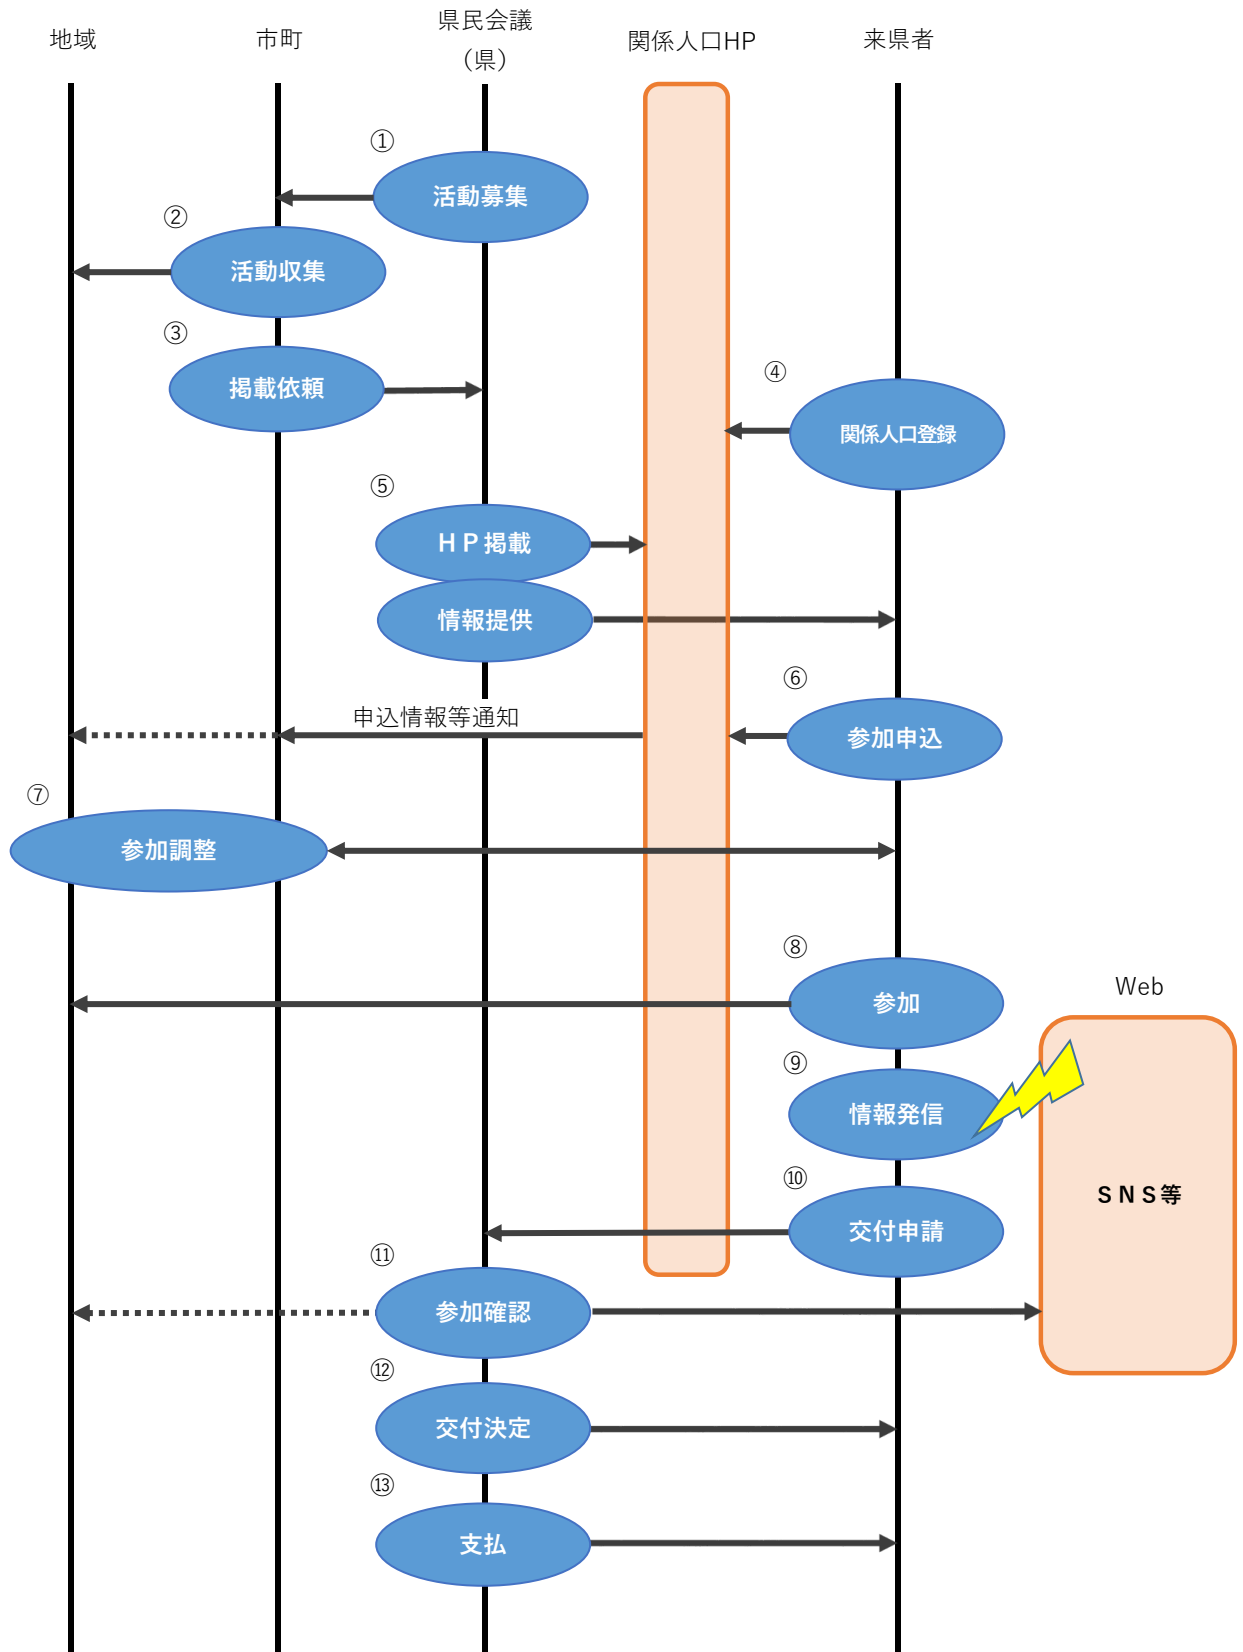 地域
市町
県民会議
（県）
関係人口HP
来県者
①
活動募集
②
活動収集
③
掲載依頼
④
関係人口登録
⑤
ＨＰ掲載
情報提供
⑥
参加申込
申込情報等通知
⑦
参加調整
⑧
参加
Web
⑨
情報発信
ＳＮＳ等
⑩
交付申請
⑪
参加確認
⑫
交付決定
⑬
支払